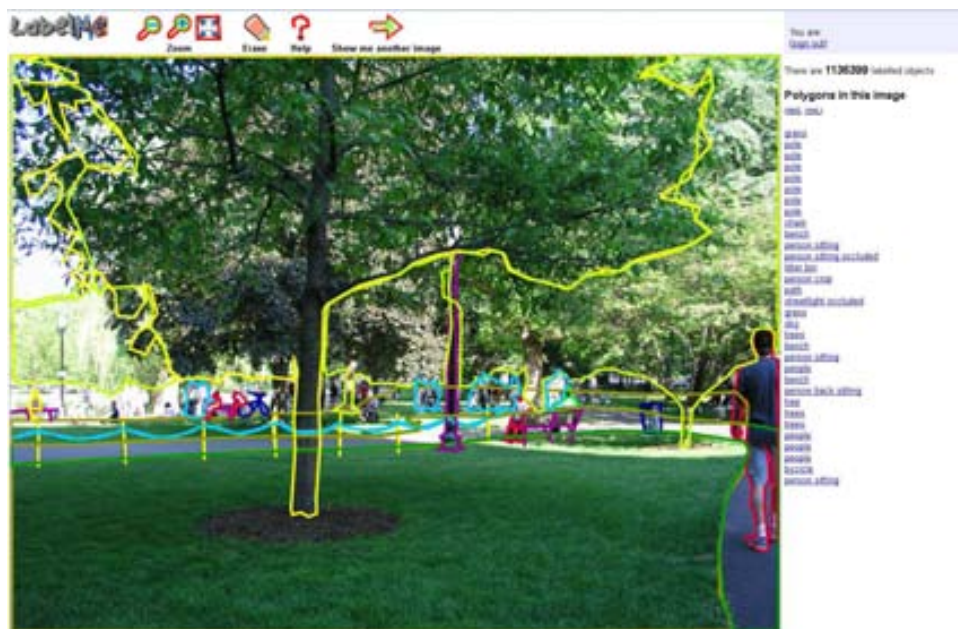 LabelMe
Zoom
Erase
Help
Show me another image
You are:
(sign out)
There are 1136399 labelled objects
Polygons in this image
grass
pole
pole
pole
pole
pole
pole
pole
chain
bench
person sitting
person sitting occluded
litter bin
person crop
path
streetlight occluded
grass
sky
trees
bench
person sitting
people
bench
person back sitting
tree
trees
trees
people
people
people
bycicle
person sitting